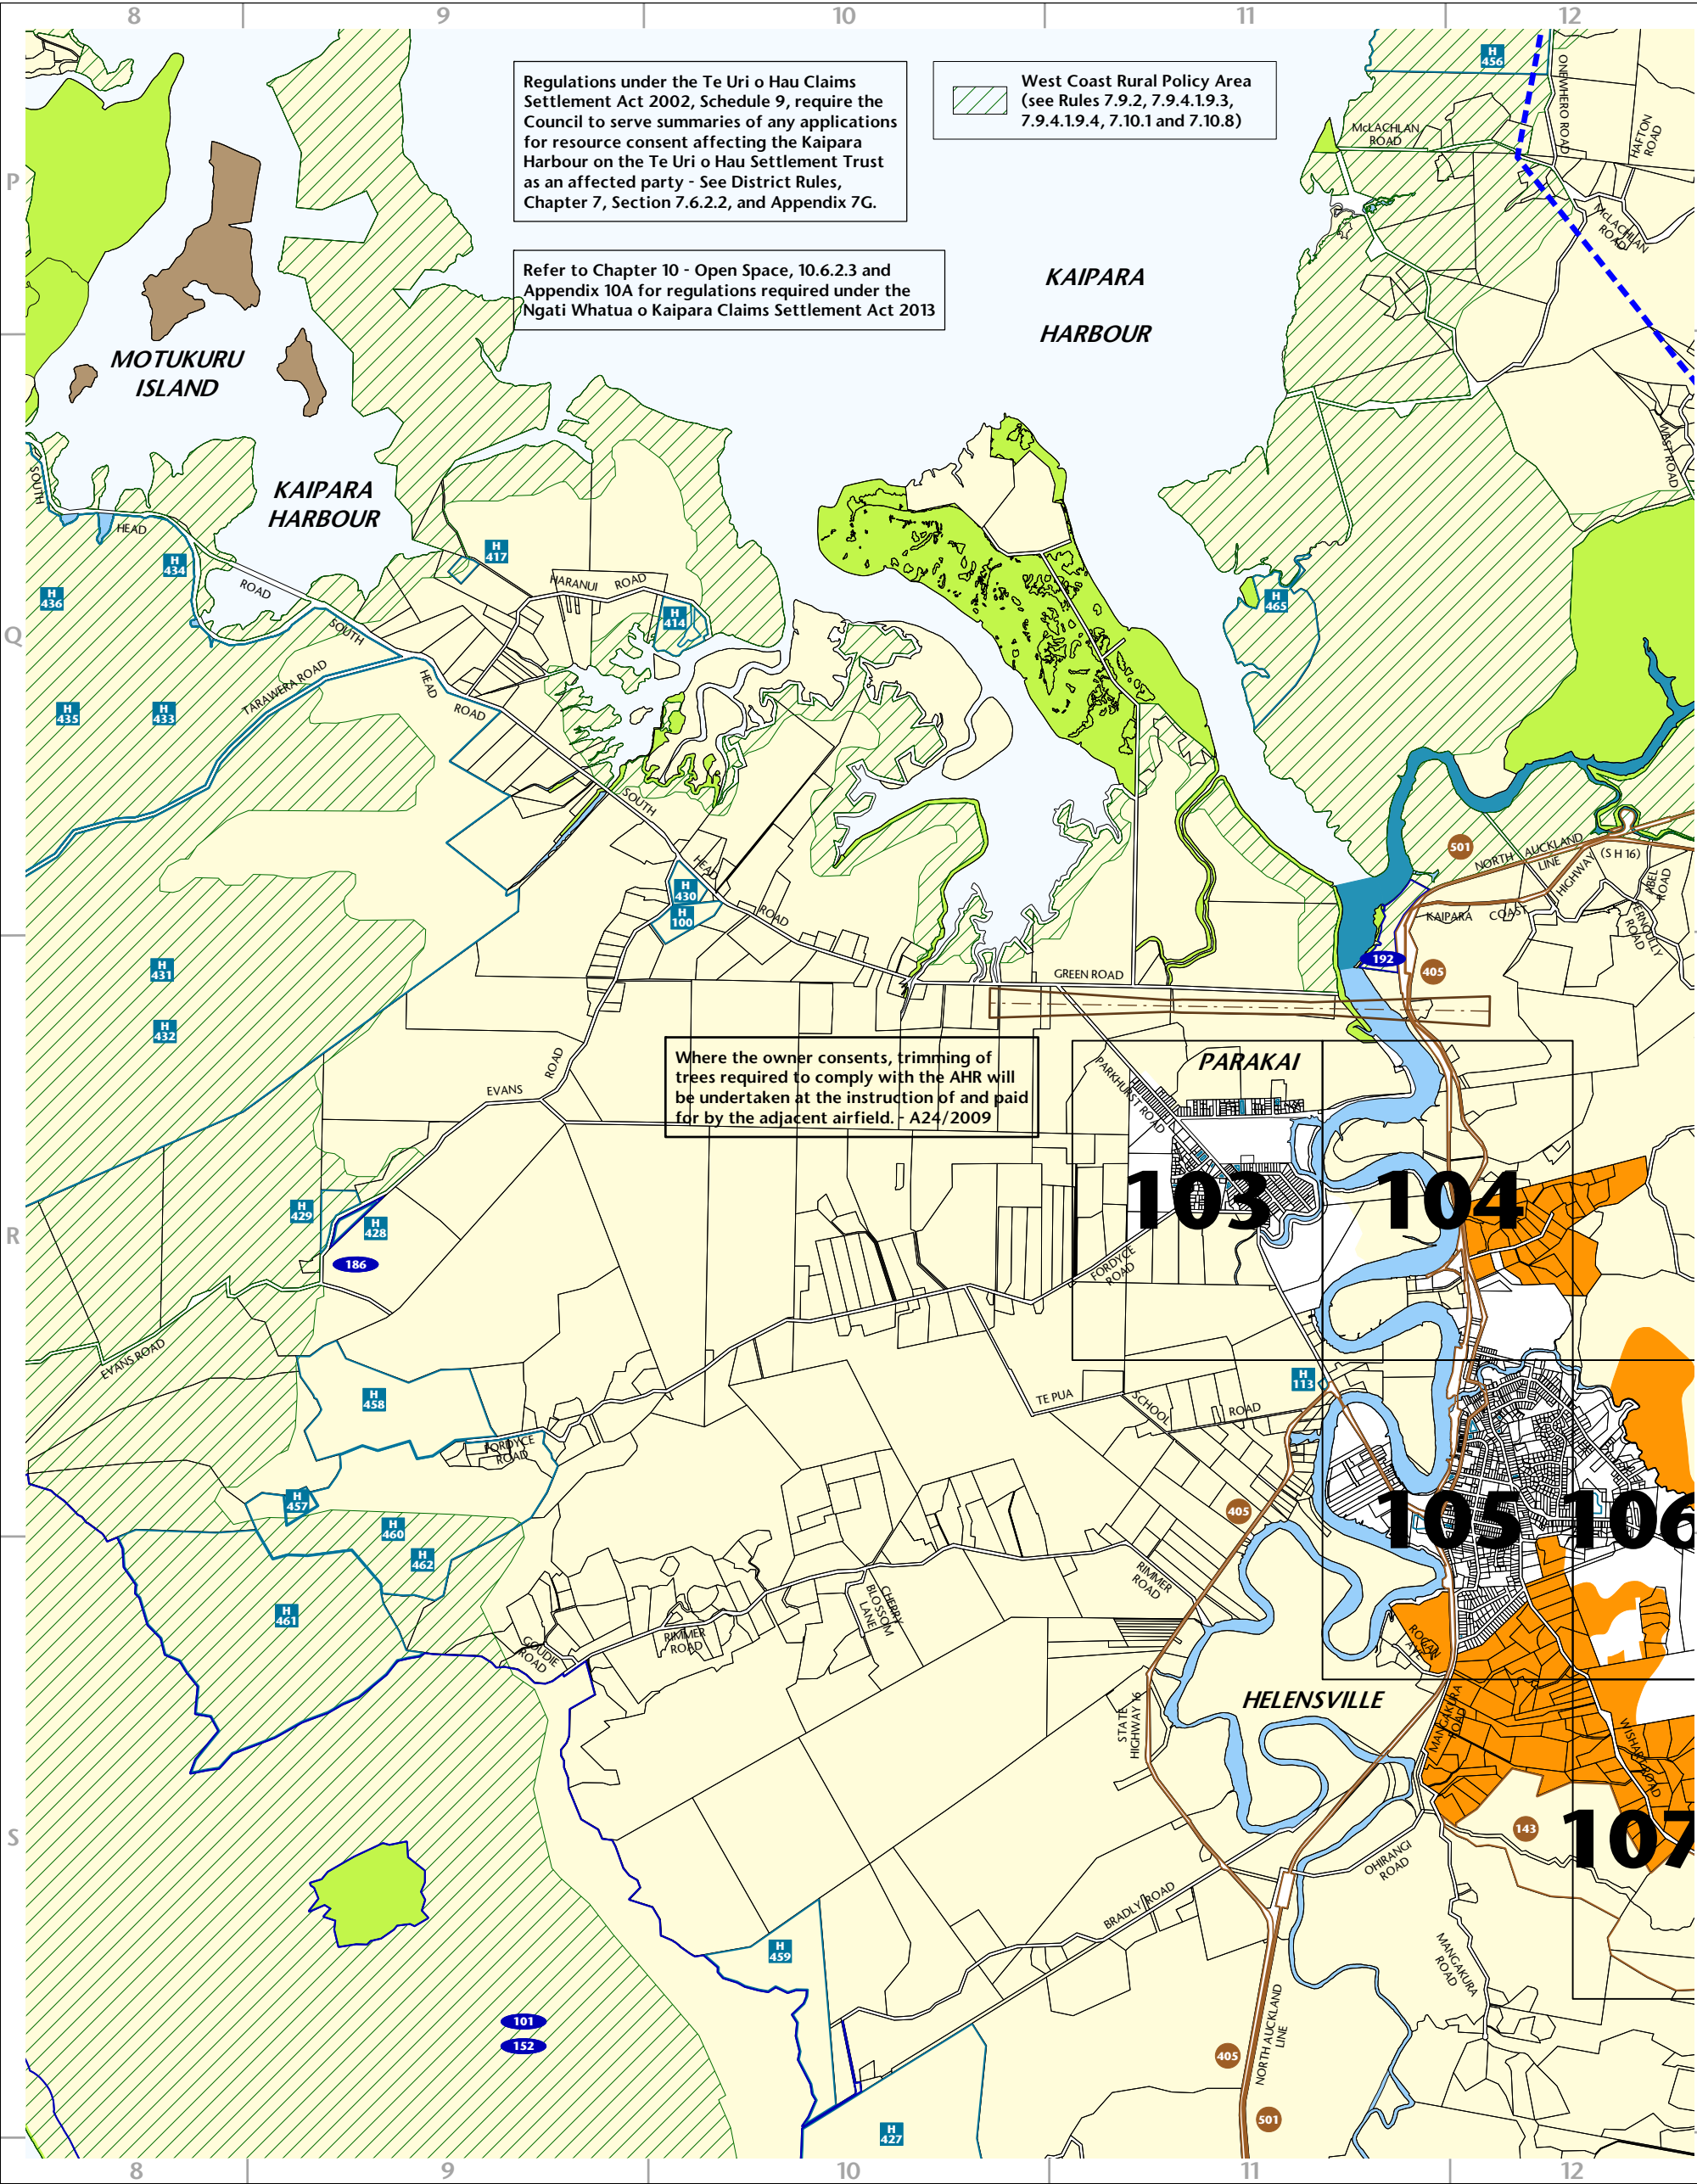 8 9 10 11 12
Regulations under the Te Uri o Hau Claims
Settlement Act 2002, Schedule 9, require the
Council to serve summaries of any applications
for resource consent affecting the Kaipara
Harbour on the Te Uri o Hau Settlement Trust
as an affected party - See District Rules,
Chapter 7, Section 7.6.2.2, and Appendix 7G.
West Coast Rural Policy Area
(see Rules 7.9.2, 7.9.4.1.9.3,
7.9.4.1.9.4, 7.10.1 and 7.10.8)
H
456
ONEWHERO ROAD
HAFTON
ROAD
McLACHLAN
ROAD
P
McLACHLAN
ROAD
Refer to Chapter 10 - Open Space, 10.6.2.3 and
Appendix 10A for regulations required under the
Ngati Whatua o Kaipara Claims Settlement Act 2013
KAIPARA
HARBOUR
MOTUKURU
ISLAND
WEST ROAD
SOUTH
HEAD
ROAD
KAIPARA
HARBOUR
H
434
H
436
H
417
HARANUI ROAD
H
414
H
465
Q
SOUTH
HEAD
ROAD
TARAWERA ROAD
H
435
H
433
SOUTH
HEAD
ROAD
H
430
H
100
501
NORTH AUCKLAND
LINE
HIGHWAY
(S H 16)
ABEL
ROAD
KAIPARA COAST
ROAD
192
405
H
431
H
432
GREEN ROAD
Where the owner consents, trimming of
trees required to comply with the AHR will
be undertaken at the instruction of and paid
for by the adjacent airfield. - A24/2009
PARAKAI
PARKHURST ROAD
EVANS ROAD
103
104
R
H
429
H
428
186
FORDYCE
ROAD
EVANS ROAD
H
458
FORDYCE
ROAD
H
113
TE PUA
SCHOOL
ROAD
H
457
H
460
H
462
H
461
405
105
106
RIMMER
ROAD
CHERRY
BLOSSOM
LANE
RIMMER
ROAD
GOUDIE
ROAD
ROGAN
AVE
HELENSVILLE
STATE
HIGHWAY 16
MANGAKURA
ROAD
WISHART ROAD
S
143
107
OHIRANGI
ROAD
BRADLY ROAD
H
459
MANGAKURA
ROAD
101
152
NORTH AUCKLAND
LINE
405
501
H
427
8 9 10 11 12